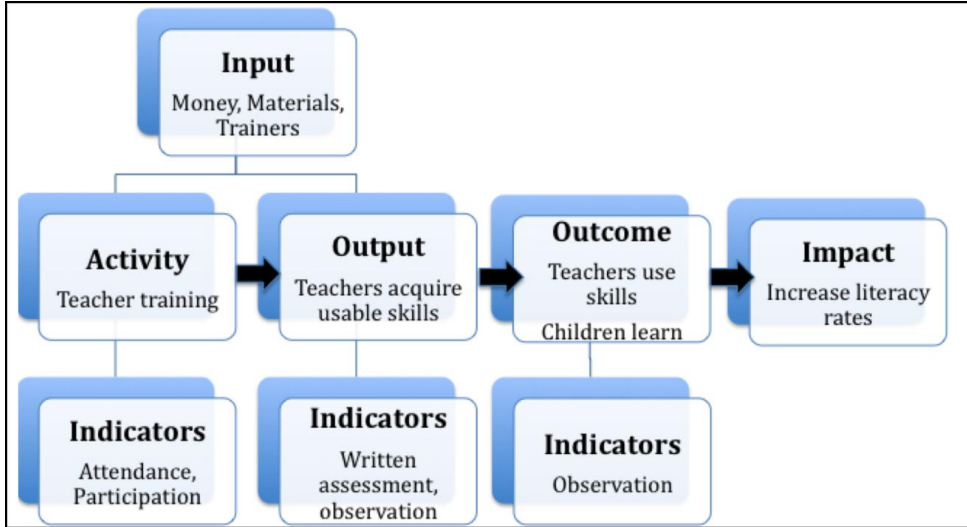 Input
Money, Materials,
Trainers
Activity
Teacher training
Output
Teachers acquire
usable skills
Outcome
Teachers use
skills
Children learn
Impact
Increase literacy
rates
Indicators
Attendance,
Participation
Indicators
Written
assessment,
observation
Indicators
Observation